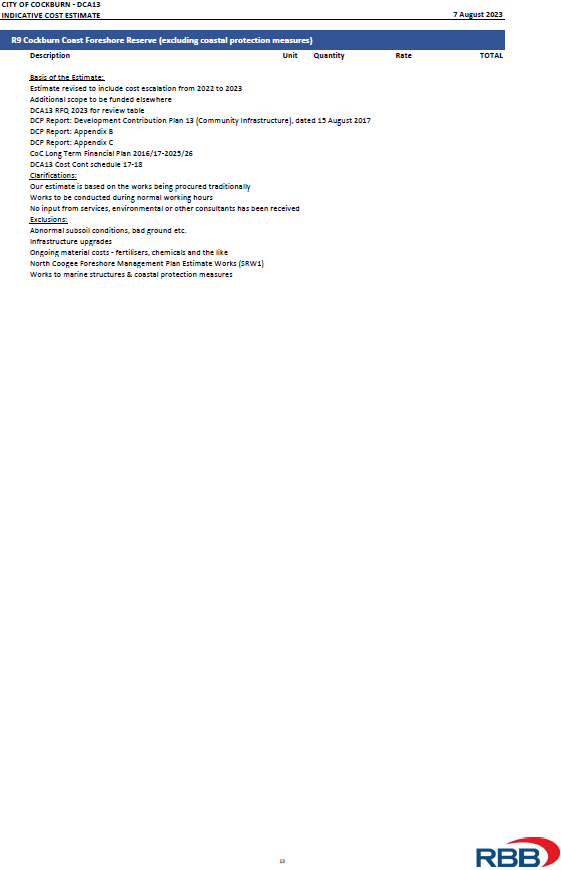 CITY OF COCKBURN - DCA13
INDICATIVE COST ESTIMATE 7 August 2023
R9 Cockburn Coast Foreshore Reserve (excluding coastal protection measures)
Description Unit Quantity Rate TOTAL
Basis of the Estimate:
Estimate revised to include cost escalation from 2022 to 2023
Additional scope to be funded elsewhere
DCA13 RFQ 2023 for review table
DCP Report: Development Contribution Plan 13 (Community Infrastructure), dated 15 August 2017
DCP Report: Appendix B
DCP Report: Appendix C
CoC Long Term Financial Plan 2016/17-2025/26
DCA13 Cost Cont schedule 17-18
Clarifications:
Our estimate is based on the works being procured traditionally
Works to be conducted during normal working hours
No input from services, environmental or other consultants has been received
Exclusions:
Abnormal subsoil conditions, bad ground etc.
Infrastructure upgrades
Ongoing material costs - fertilisers, chemicals and the like
North Coogee Foreshore Management Plan Estimate Works (SRW1)
Works to marine structures & coastal protection measures
13
RBB